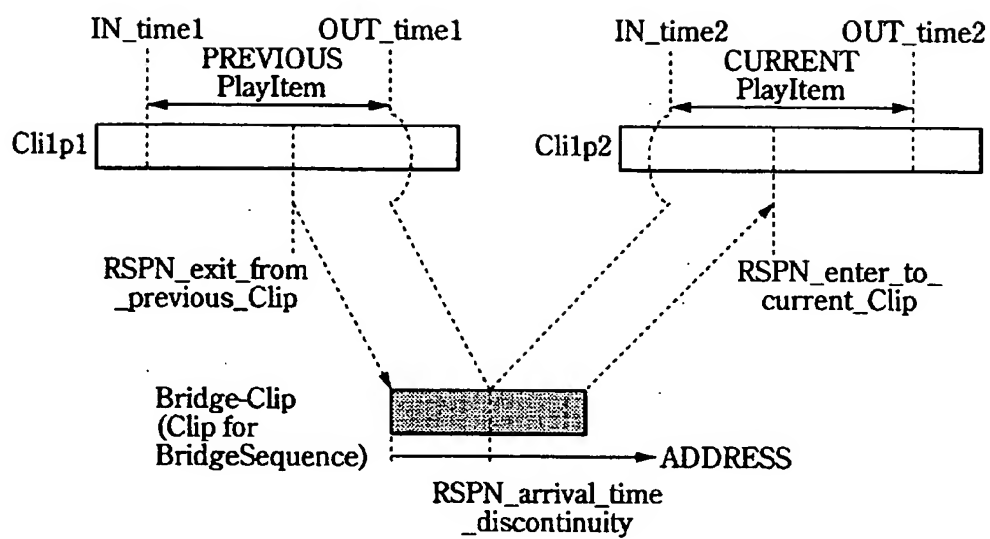 IN_time1
OUT_time1
IN_time2
OUT_time2
PREVIOUS
PlayItem
CURRENT
PlayItem
Cli1p1
Cli1p2
RSPN_exit_from
_previous_Clip
RSPN_enter_to_
current_Clip
Bridge-Clip
(Clip for
BridgeSequence)
ADDRESS
RSPN_arrival_time
_discontinuity